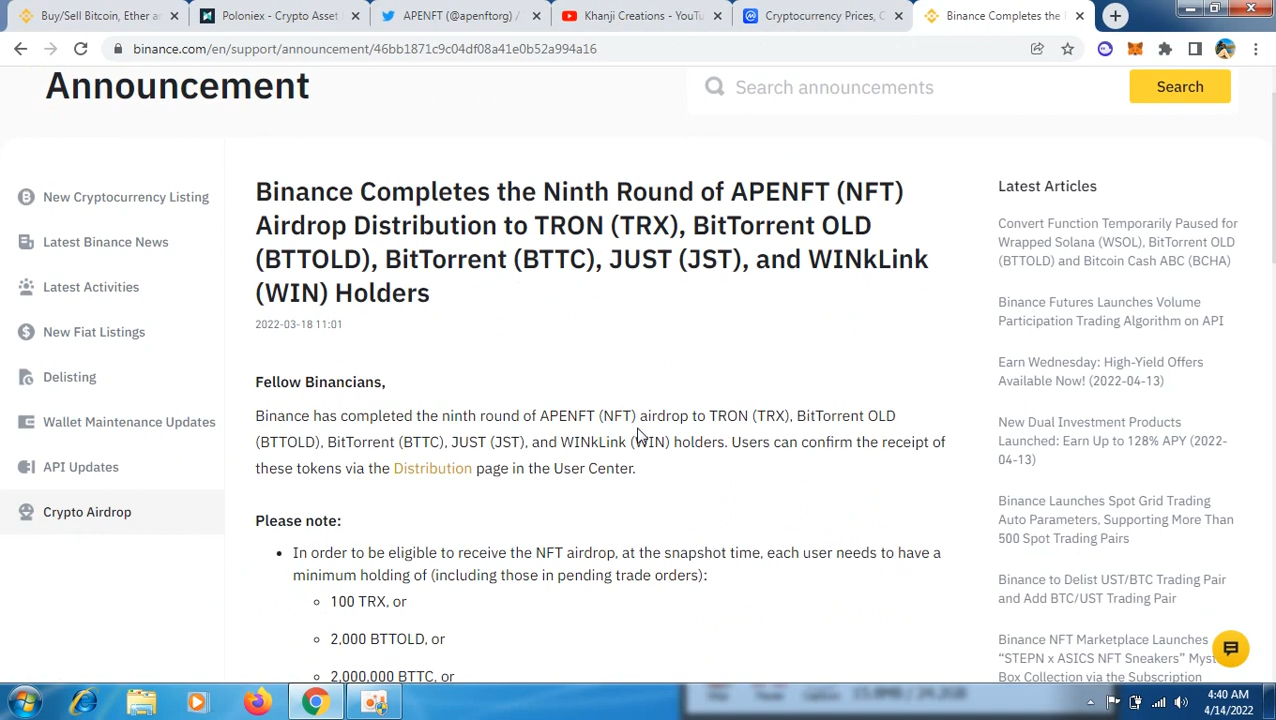 Buy/Sell Bitcoin, Ether a
Poloniex - Crypto Asset
APENFT (@apenftorg) /
Khanji Creations - YouTu
Cryptocurrency Prices, C
Binance Completes the
binance.com/en/support/announcement/46bb1871c9c04df08a41e0b52a994a16
Announcement
Search announcements
Search
New Cryptocurrency Listing
Latest Binance News
Latest Activities
New Fiat Listings
Delisting
Wallet Maintenance Updates
API Updates
Crypto Airdrop
Binance Completes the Ninth Round of APENFT (NFT)
Airdrop Distribution to TRON (TRX), BitTorrent OLD
(BTTOLD), BitTorrent (BTTC), JUST (JST), and WINkLink
(WIN) Holders
2022-03-18 11:01
Fellow Binancians,
Binance has completed the ninth round of APENFT (NFT) airdrop to TRON (TRX), BitTorrent OLD
(BTTOLD), BitTorrent (BTTC), JUST (JST), and WINkLink (WIN) holders. Users can confirm the receipt of
these tokens via the Distribution page in the User Center.
Please note:
• In order to be eligible to receive the NFT airdrop, at the snapshot time, each user needs to have a
minimum holding of (including those in pending trade orders):
100 TRX, or
2,000 BTTOLD, or
2,000,000 BTTC, or
Latest Articles
Convert Function Temporarily Paused for
Wrapped Solana (WSOL), BitTorrent OLD
(BTTOLD) and Bitcoin Cash ABC (BCHA)
Binance Futures Launches Volume
Participation Trading Algorithm on API
Earn Wednesday: High-Yield Offers
Available Now! (2022-04-13)
New Dual Investment Products
Launched: Earn Up to 128% APY (2022-
04-13)
Binance Launches Spot Grid Trading
Auto Parameters, Supporting More Than
500 Spot Trading Pairs
Binance to Delist UST/BTC Trading Pair
and Add BTC/UST Trading Pair
Binance NFT Marketplace Launches
“STEPN x ASICS NFT Sneakers” Myst
Box Collection via the Subscription
4:40 AM
4/14/2022